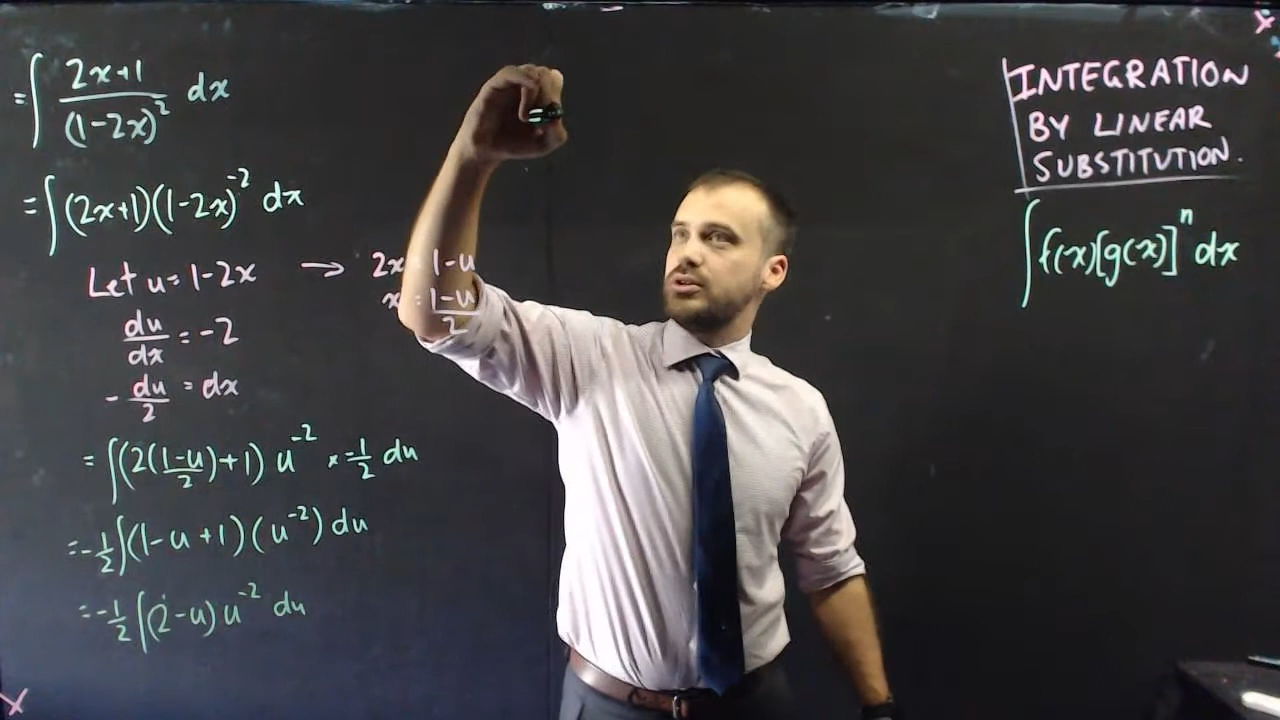 = ∫ 2x+1 / (1-2x)² dx
= ∫ (2x+1)(1-2x)⁻² dx
Let u = 1-2x → 2x 1-u
x = 1-u / 2
du/dx = -2
- du/2 = dx
= ∫ (2(1-u / 2)+1) u⁻² × -1/2 du
= -1/2 ∫ (1-u+1)(u⁻²) du
= -1/2 ∫ (2-u) u⁻² du
=
INTEGRATION
BY LINEAR
SUBSTITUTION.
∫ f(x)[g(x)]ⁿ dx